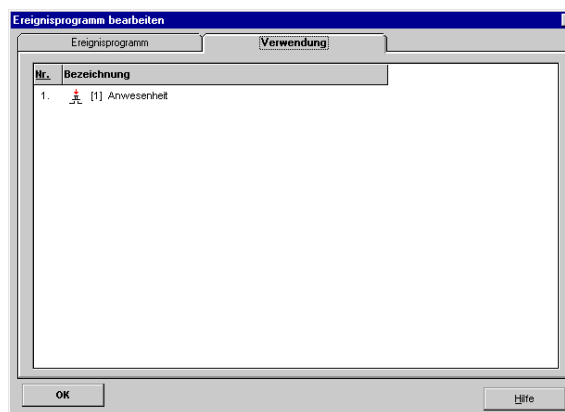 Ereignisprogramm bearbeiten
Ereignisprogramm Verwendung
Nr. Bezeichnung
1. [1] Anwesenheit
OK
Hilfe